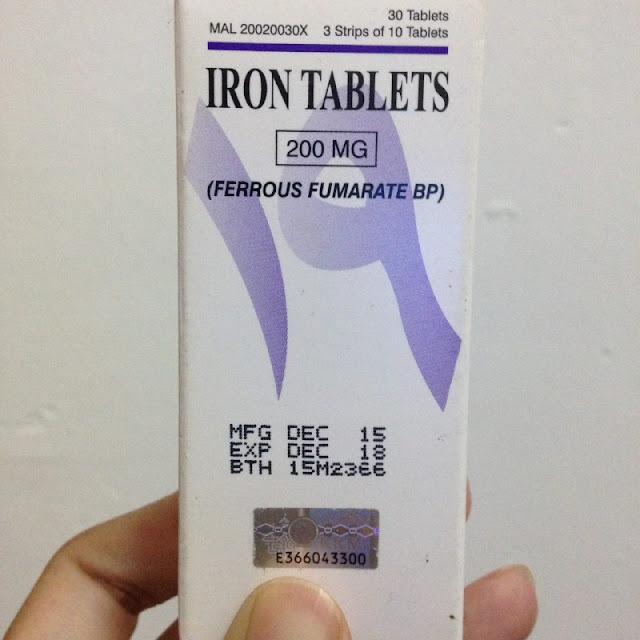 30 Tablets
MAL 20020030X 3 Strips of 10 Tablets
IRON TABLETS
200 MG
(FERROUS FUMARATE BP)
١٩
MFG DEC 15
EXP DEC 18
BTH 15M2366
E366043300